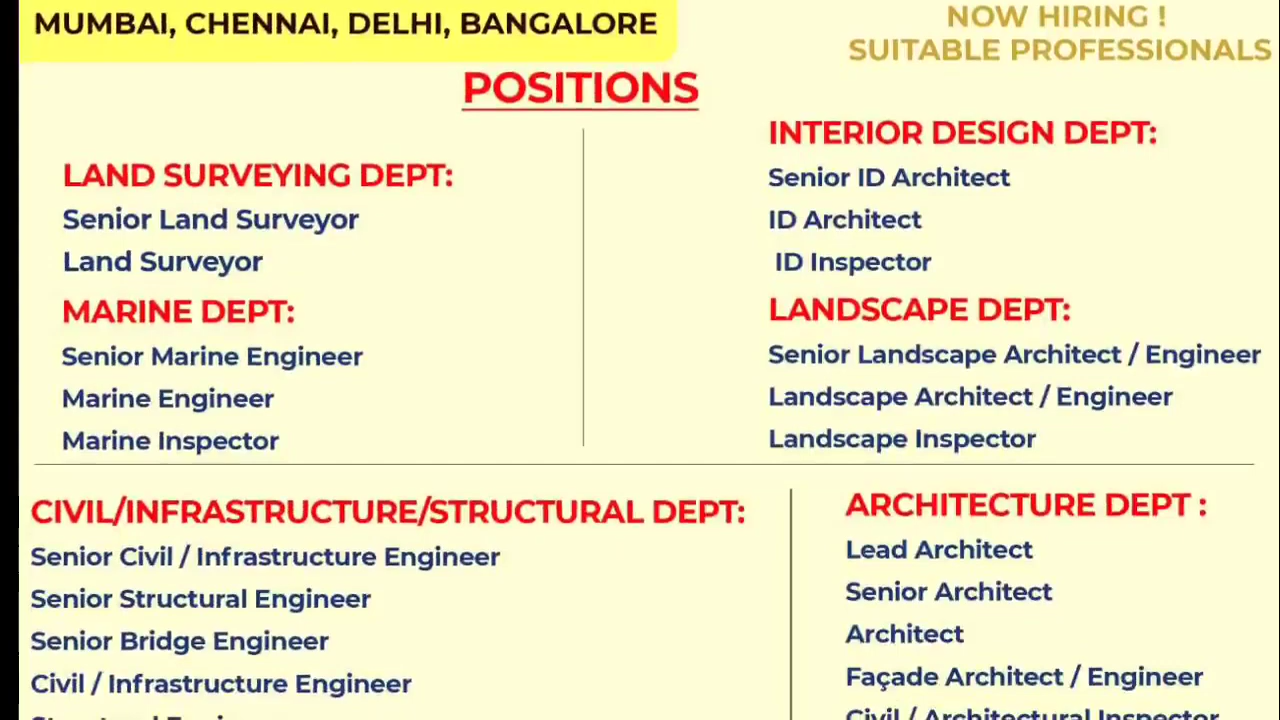 MUMBAI, CHENNAI, DELHI, BANGALORE
NOW HIRING !
SUITABLE PROFESSIONALS
POSITIONS
LAND SURVEYING DEPT:
Senior Land Surveyor
Land Surveyor
MARINE DEPT:
Senior Marine Engineer
Marine Engineer
Marine Inspector
INTERIOR DESIGN DEPT:
Senior ID Architect
ID Architect
ID Inspector
LANDSCAPE DEPT:
Senior Landscape Architect / Engineer
Landscape Architect / Engineer
Landscape Inspector
CIVIL/INFRASTRUCTURE/STRUCTURAL DEPT:
Senior Civil / Infrastructure Engineer
Senior Structural Engineer
Senior Bridge Engineer
Civil / Infrastructure Engineer
ARCHITECTURE DEPT :
Lead Architect
Senior Architect
Architect
Façade Architect / Engineer
Civil / Architectural Inspector